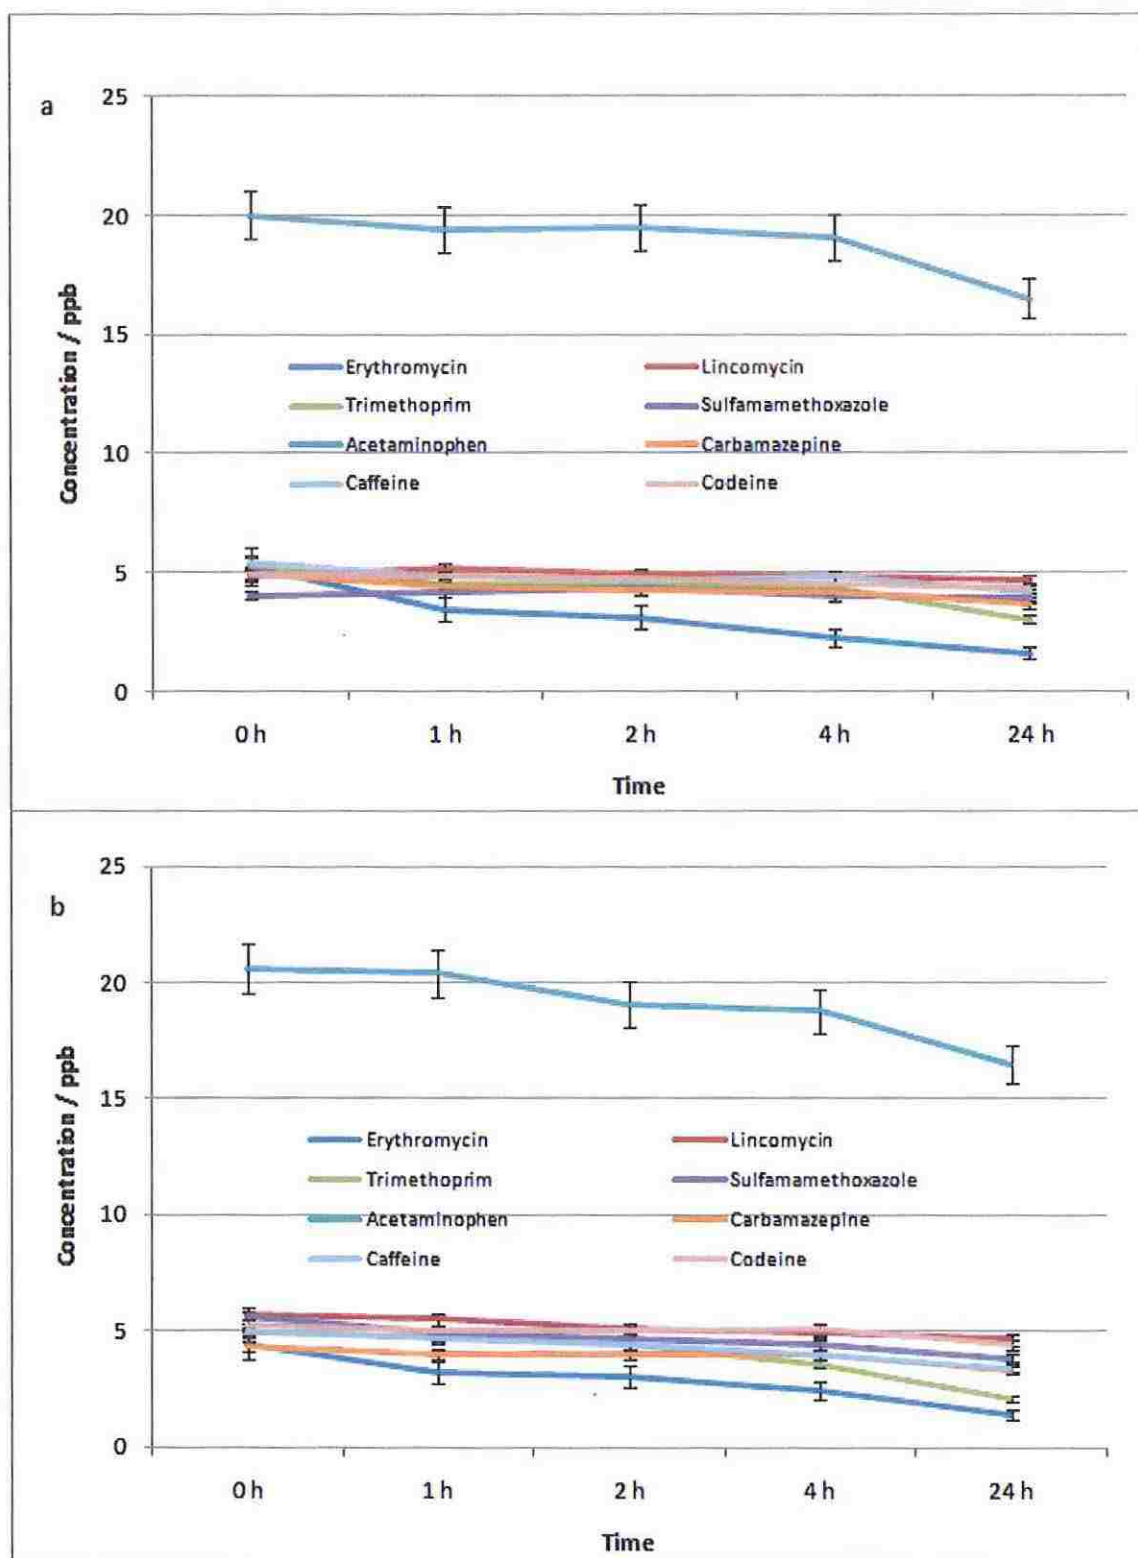 a
25
20
15
10
5
0
Concentration / ppb
Erythromycin Lincomycin
Trimethoprim Sulfamamethoxazole
Acetaminophen Carbamazepine
Caffeine Codeine
0 h 1 h 2 h 4 h 24 h
Time
b
25
20
15
10
5
0
Concentration / ppb
Erythromycin Lincomycin
Trimethoprim Sulfamamethoxazole
Acetaminophen Carbamazepine
Caffeine Codeine
0 h 1 h 2 h 4 h 24 h
Time